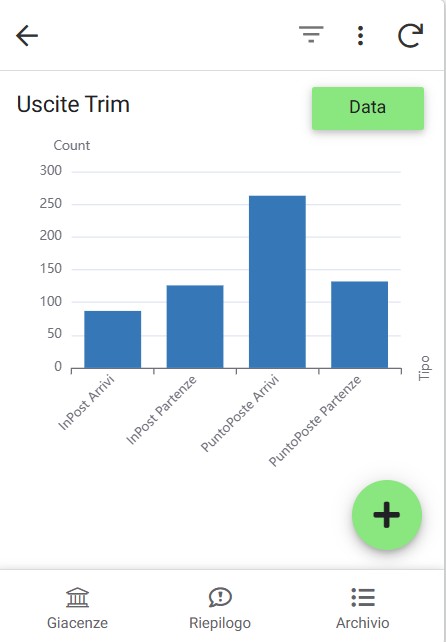 Uscite Trim
Data
Count
300
250
200
150
100
50
0
InPost Arrivi
InPost Partenze
PuntoPoste Arrivi
PuntoPoste Partenze
Tipo
Giacenze
Riepilogo
Archivio